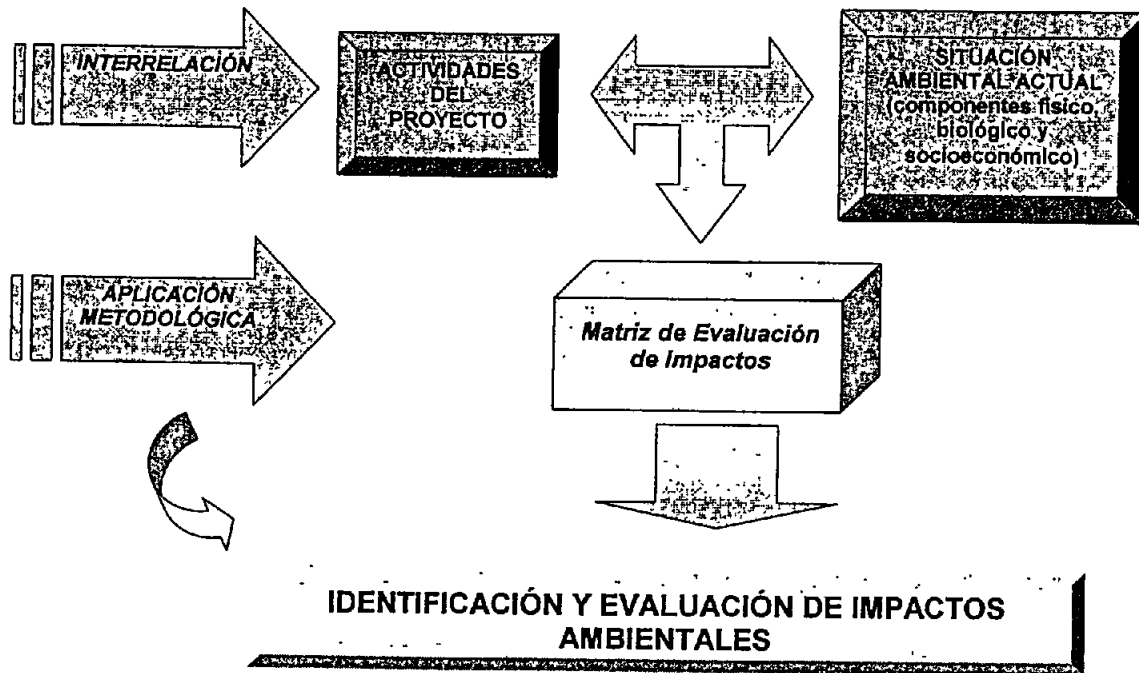 INTERRELACIÓN
ACTIVIDADES
DEL
PROYECTO
SITUACIÓN
AMBIENTAL ACTUAL
(componentes físico,
biológico y
socioeconómico)
APLICACIÓN
METODOLÓGICA
Matriz de Evaluación
de Impactos
IDENTIFICACIÓN Y EVALUACIÓN DE IMPACTOS
AMBIENTALES